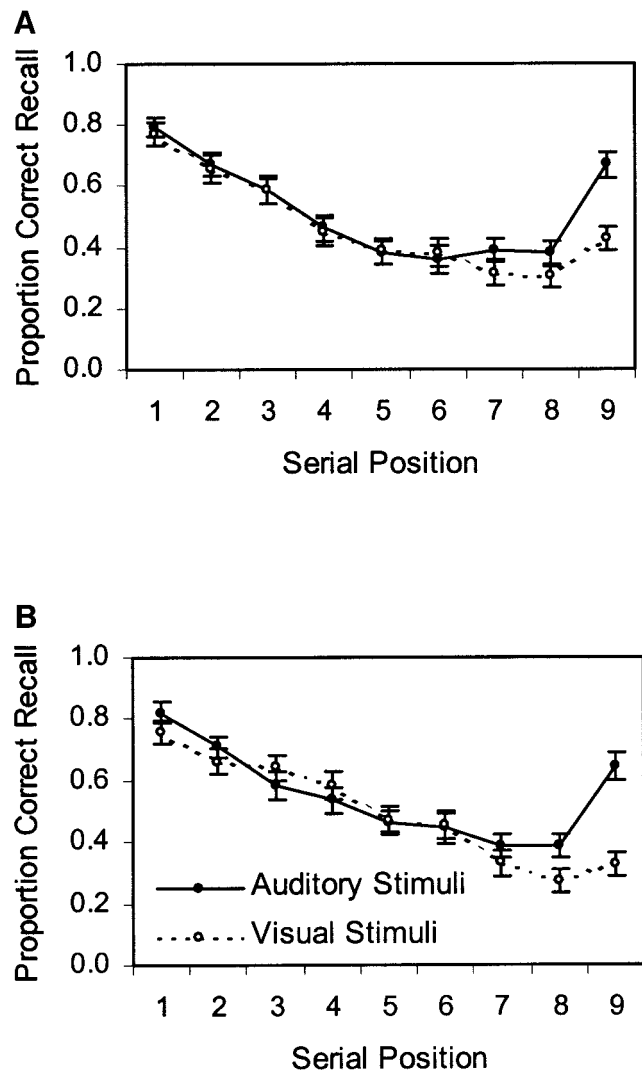 A
Proportion Correct Recall
1.0
0.8
0.6
0.4
0.2
0.0
1 2 3 4 5 6 7 8 9
Serial Position
B
Proportion Correct Recall
1.0
0.8
0.6
0.4
0.2
0.0
Auditory Stimuli
Visual Stimuli
1 2 3 4 5 6 7 8 9
Serial Position